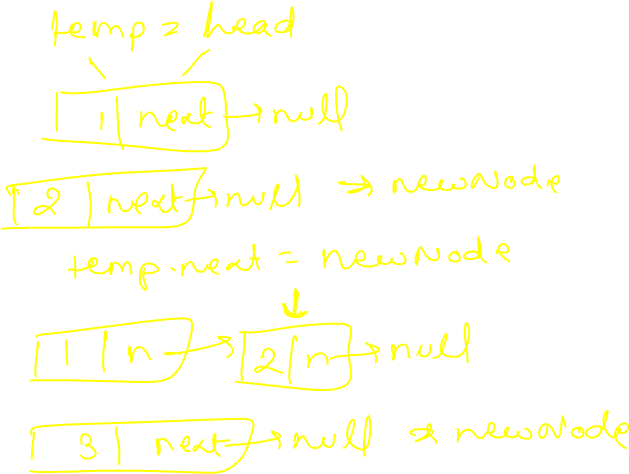 temp = head
1 next → null
2 next → null → newNode
temp.next = newNode
1 n → 2 n → null
3 next → null → newNode